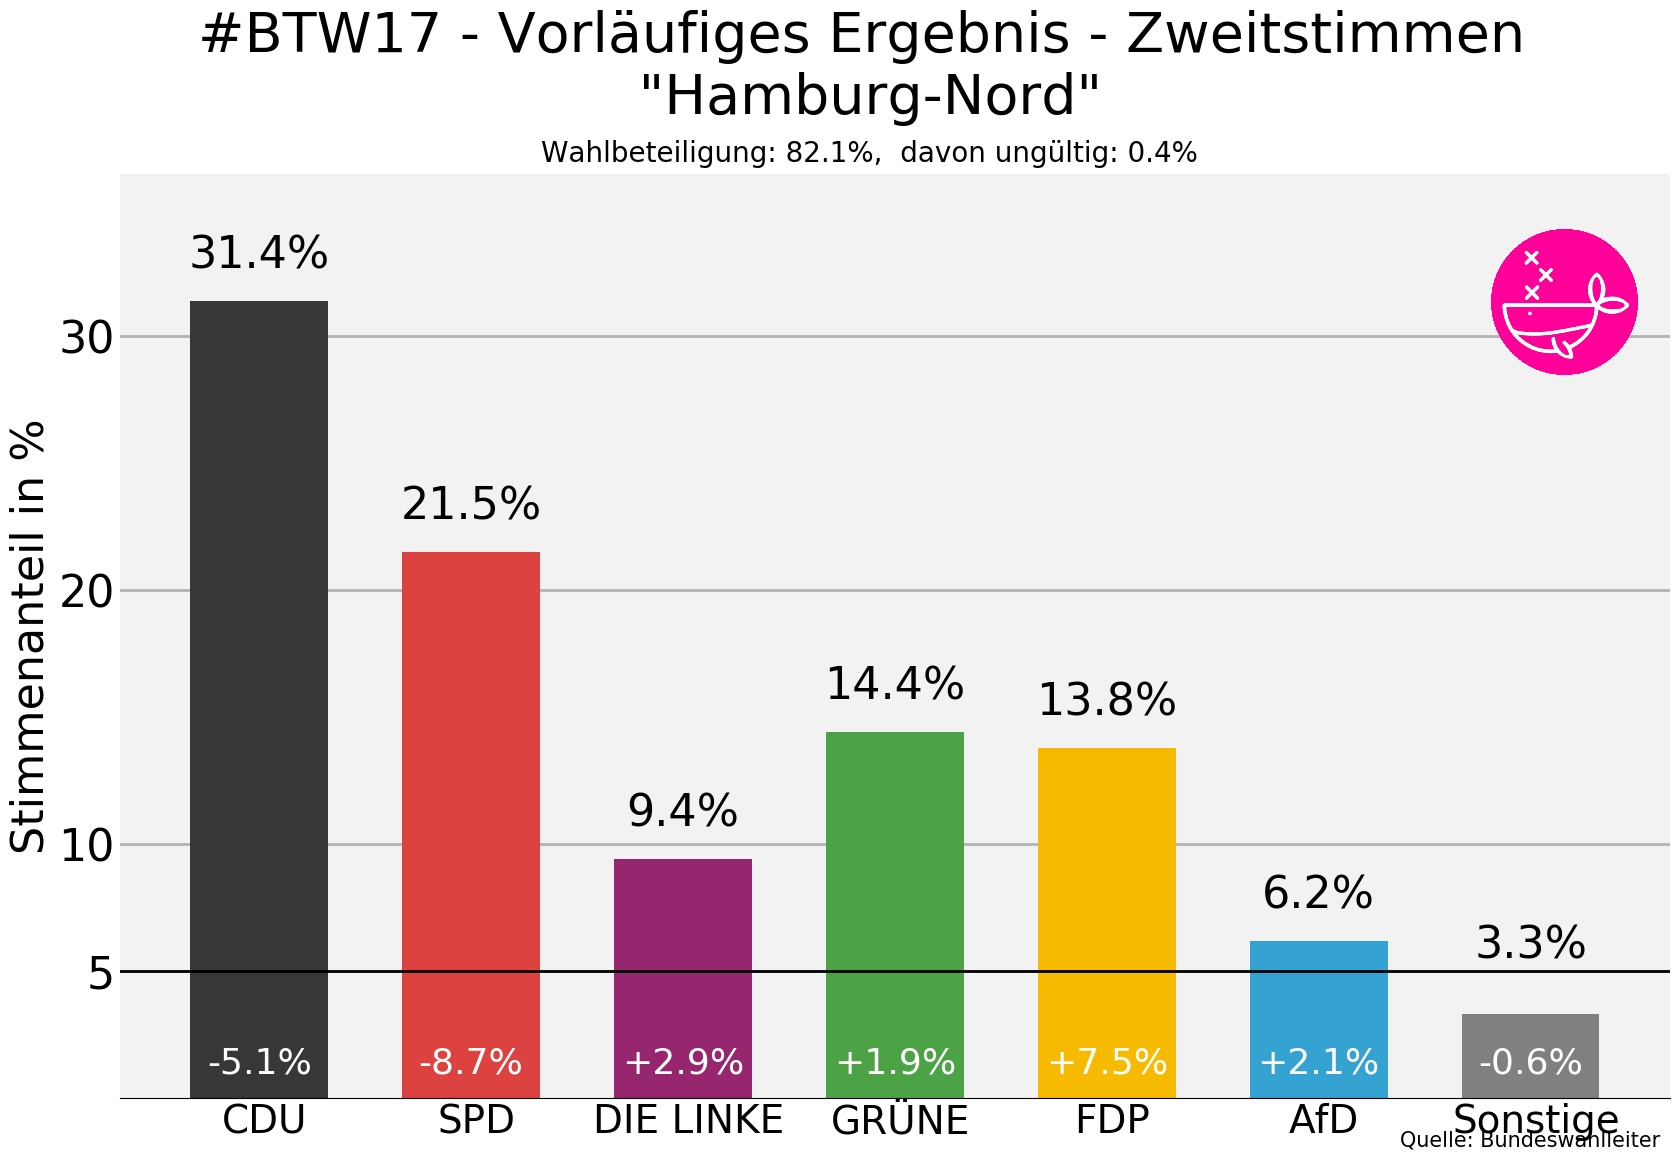 #BTW17 - Vorläufiges Ergebnis - Zweitstimmen
"Hamburg-Nord"
Wahlbeteiligung: 82.1%,  davon ungültig: 0.4%
Stimmenanteil in %
30
20
10
5
31.4%
21.5%
9.4%
14.4%
13.8%
6.2%
3.3%
-5.1%
-8.7%
+2.9%
+1.9%
+7.5%
+2.1%
-0.6%
CDU
SPD
DIE LINKE
GRÜNE
FDP
AfD
Sonstige
Quelle: Bundeswahlleiter